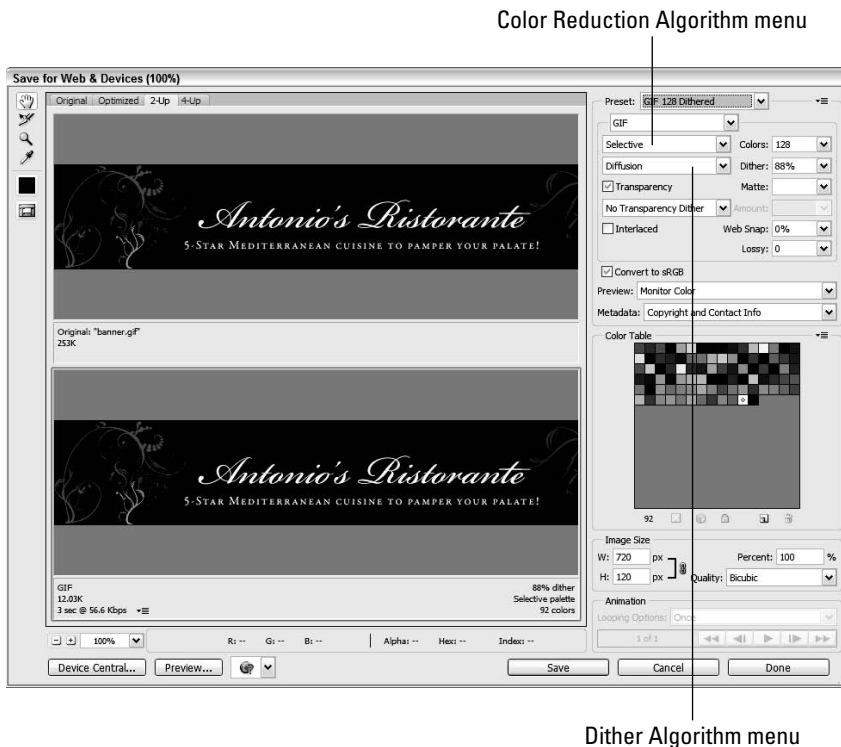 Color Reduction Algorithm menu
Save for Web & Devices (100%)
Original Optimized 2-Up 4-Up
Preset: GIF 128 Dithered
GIF
Selective Colors: 128
Diffusion Dither: 88%
Transparency Matte:
No Transparency Dither Amount:
Interlaced Web Snap: 0%
Lossy: 0
Convert to sRGB
Preview: Monitor Color
Metadata: Copyright and Contact Info
Antonio's Ristorante
5-Star Mediterranean cuisine to pamper your palate!
Original: "banner.gif"
253K
Color Table
92
Antonio's Ristorante
5-Star Mediterranean cuisine to pamper your palate!
GIF 88% dither
12.03K Selective palette
3 sec @ 56.6 Kbps 92 colors
Image Size
W: 720 px Percent: 100 %
H: 120 px Quality: Bicubic
Animation
Looping Options: Once
1 of 1
100% R: -- G: -- B: -- Alpha: -- Hex: -- Index: --
Device Central... Preview... Save Cancel Done
Dither Algorithm menu